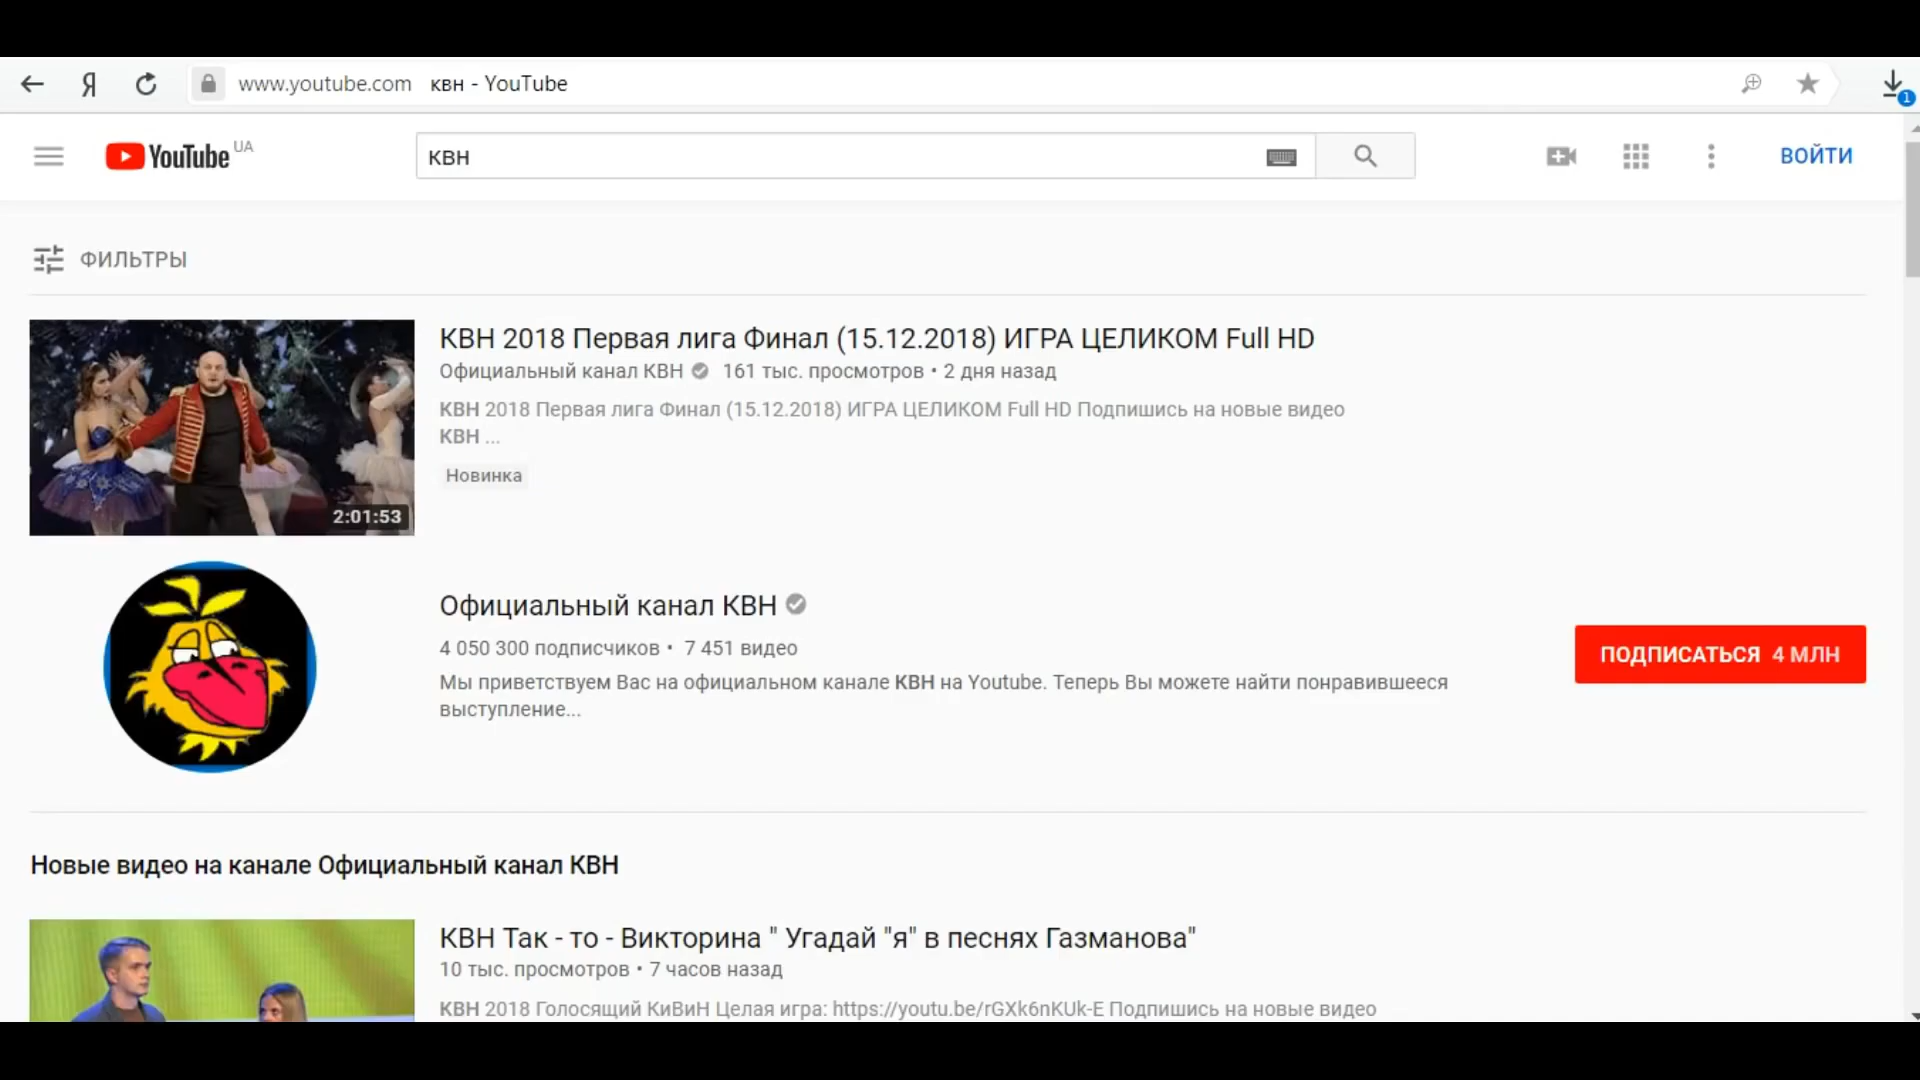 Я www.youtube.com квн - YouTube
1
YouTube UA квн ВОЙТИ
ФИЛЬТРЫ
КВН 2018 Первая лига Финал (15.12.2018) ИГРА ЦЕЛИКОМ Full HD
Официальный канал КВН 161 тыс. просмотров • 2 дня назад
КВН 2018 Первая лига Финал (15.12.2018) ИГРА ЦЕЛИКОМ Full HD Подпишись на новые видео
КВН ...
Новинка
2:01:53
Официальный канал КВН
4 050 300 подписчиков • 7 451 видео
ПОДПИСАТЬСЯ 4 МЛН
Мы приветствуем Вас на официальном канале КВН на Youtube. Теперь Вы можете найти понравившееся
выступление...
Новые видео на канале Официальный канал КВН
КВН Так - то - Викторина " Угадай "я" в песнях Газманова"
10 тыс. просмотров • 7 часов назад
КВН 2018 Голосящий КиВиН Целая игра: https://youtu.be/rGXk6nKUk-E Подпишись на новые видео